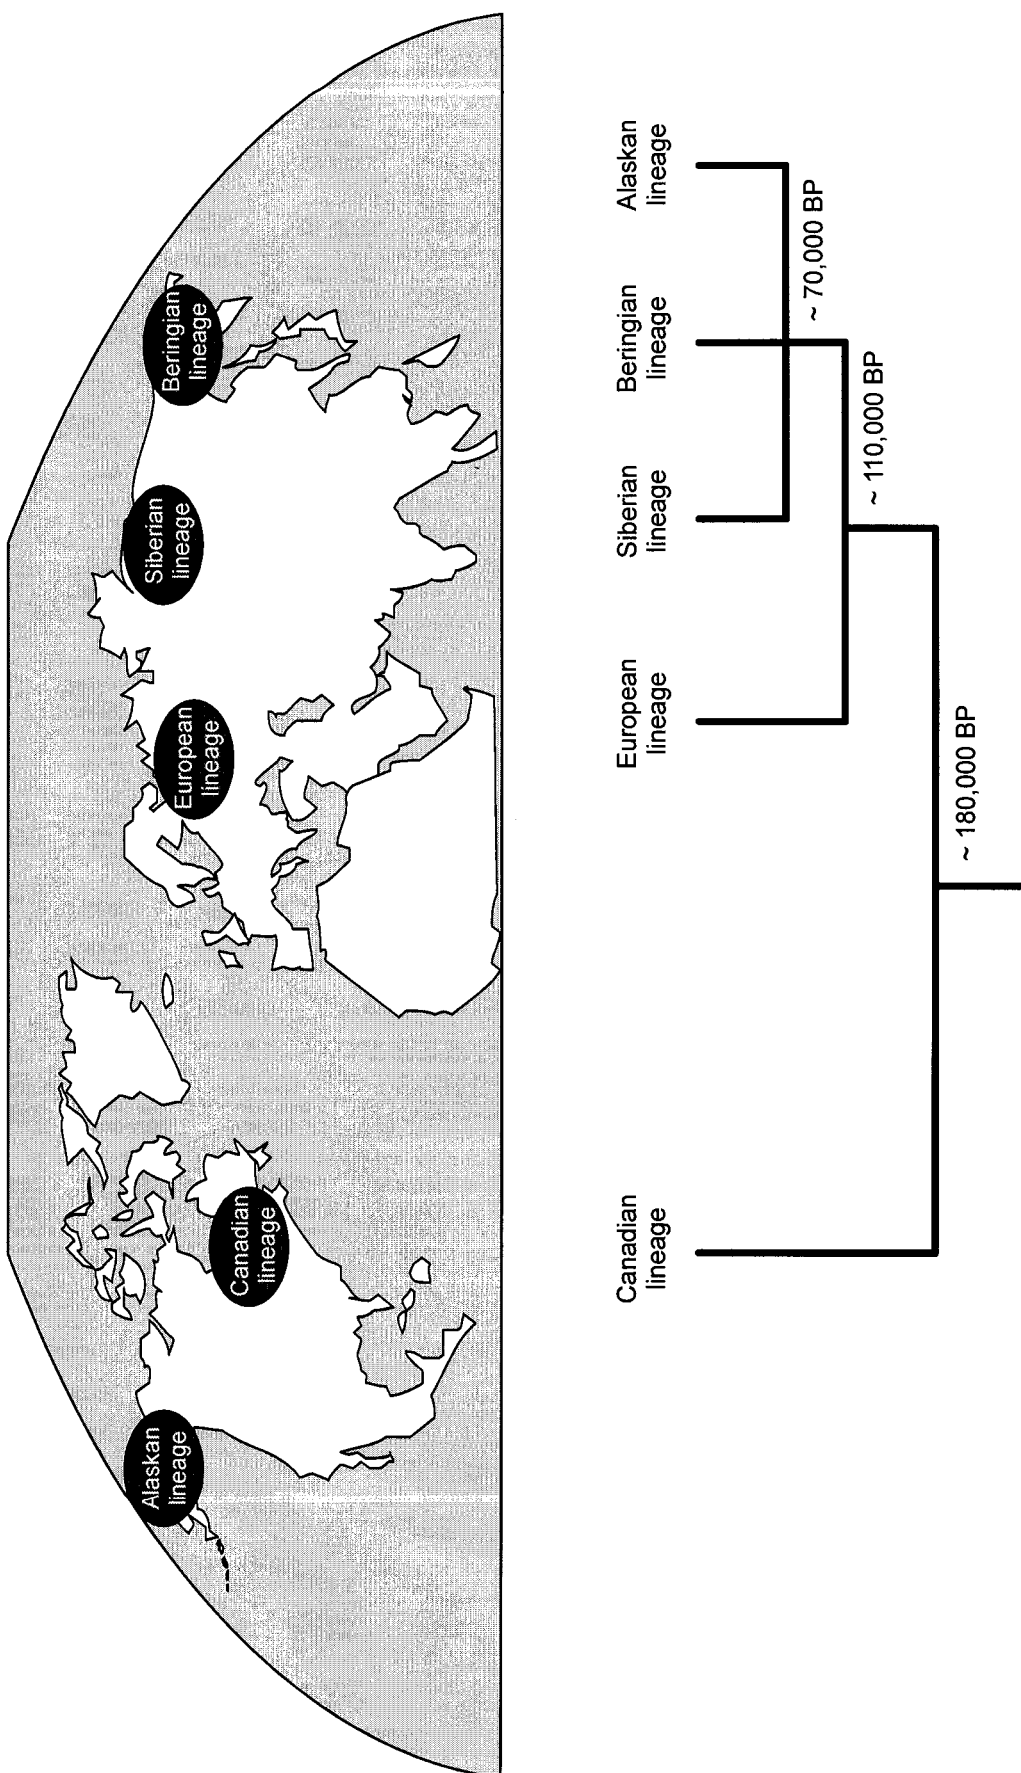 Alaskan
lineage
Canadian
lineage
European
lineage
Siberian
lineage
Beringian
lineage
Canadian
lineage
European
lineage
Siberian
lineage
Beringian
lineage
Alaskan
lineage
~ 70,000 BP
~ 110,000 BP
~ 180,000 BP